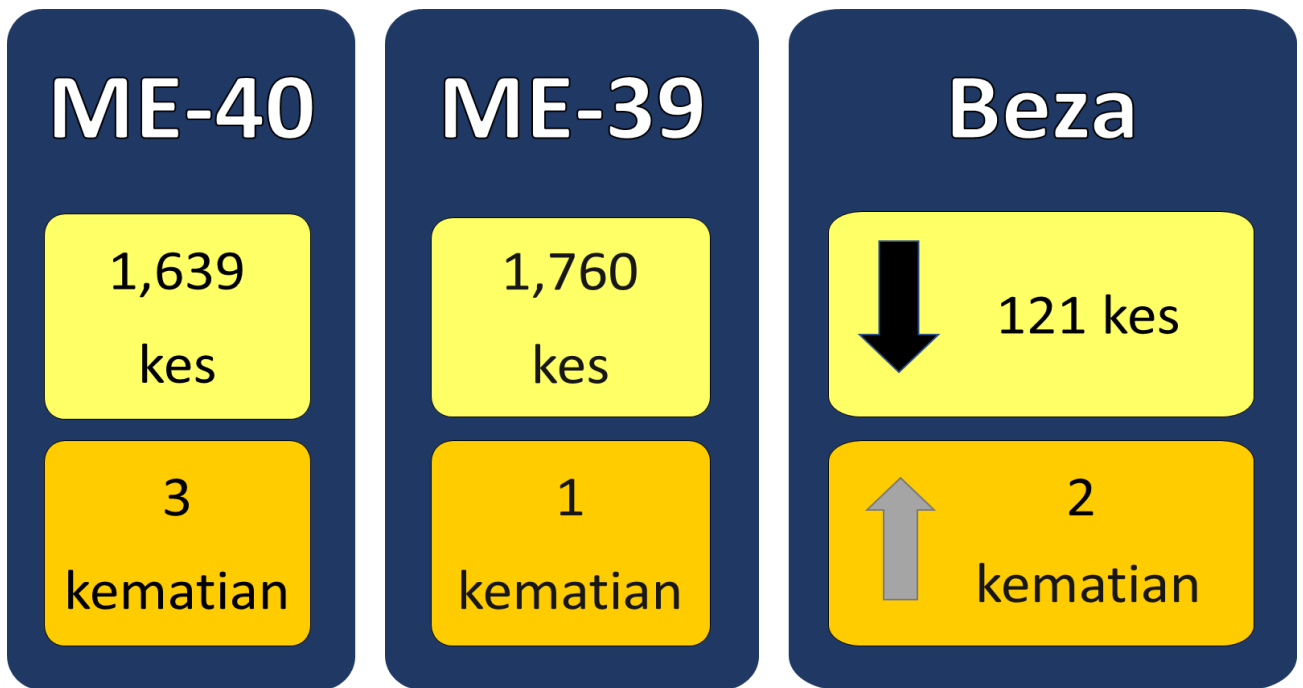 ME-40
1,639
kes
3
kematian
ME-39
1,760
kes
1
kematian
Beza
121 kes
2
kematian